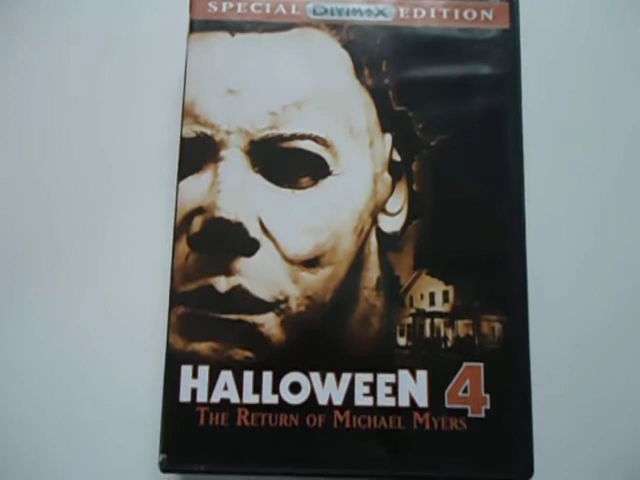 SPECIAL DIVIMAX EDITION
HALLOWEEN 4
THE RETURN OF MICHAEL MYERS